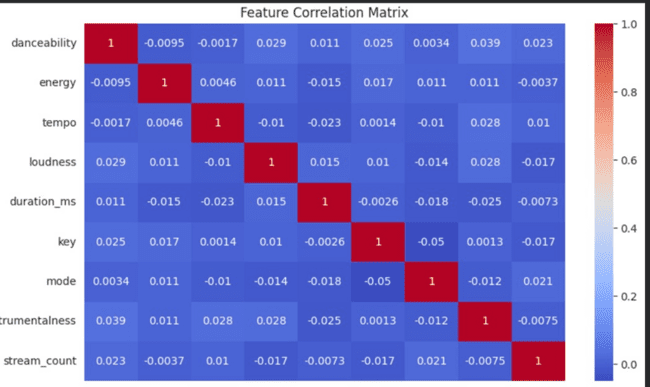 Feature Correlation Matrix
danceability 1 -0.0095 -0.0017 0.029 0.011 0.025 0.0034 0.039 0.023
energy -0.0095 1 0.0046 0.011 -0.015 0.017 0.011 0.011 -0.0037
tempo -0.0017 0.0046 1 -0.01 -0.023 0.0014 -0.01 0.028 0.01
loudness 0.029 0.011 -0.01 1 0.015 0.01 -0.014 0.028 -0.017
duration_ms 0.011 -0.015 -0.023 0.015 1 -0.0026 -0.018 -0.025 -0.0073
key 0.025 0.017 0.0014 0.01 -0.0026 1 -0.05 0.0013 -0.017
mode 0.0034 0.011 -0.01 -0.014 -0.018 -0.05 1 -0.012 0.021
trumentalness 0.039 0.011 0.028 0.028 -0.025 0.0013 -0.012 1 -0.0075
stream_count 0.023 -0.0037 0.01 -0.017 -0.0073 -0.017 0.021 -0.0075 1
1.0
0.8
0.6
0.4
0.2
0.0